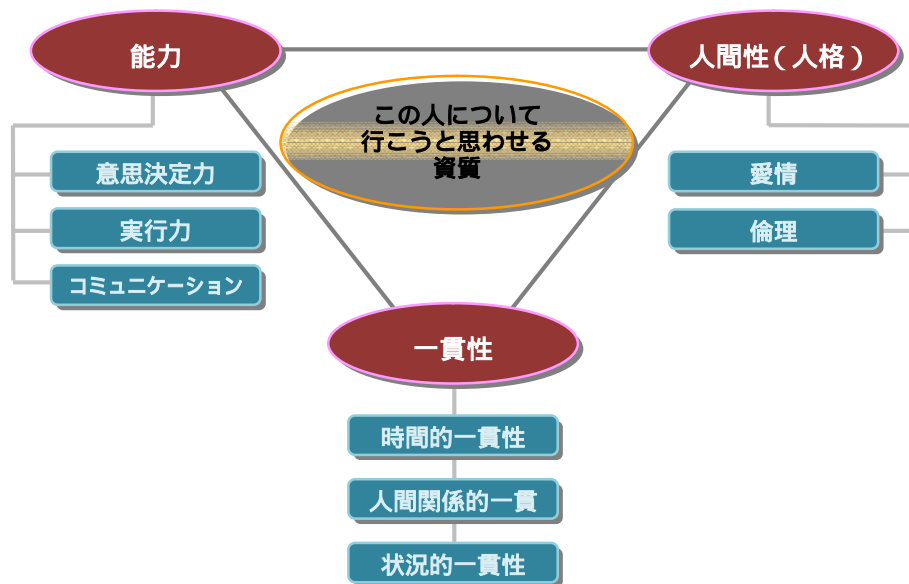 能力
人間性(人格)
この人について
行こうと思わせる
資質
意思決定力
実行力
コミュニケーション
愛情
倫理
一貫性
時間的一貫性
人間関係的一貫
状況的一貫性